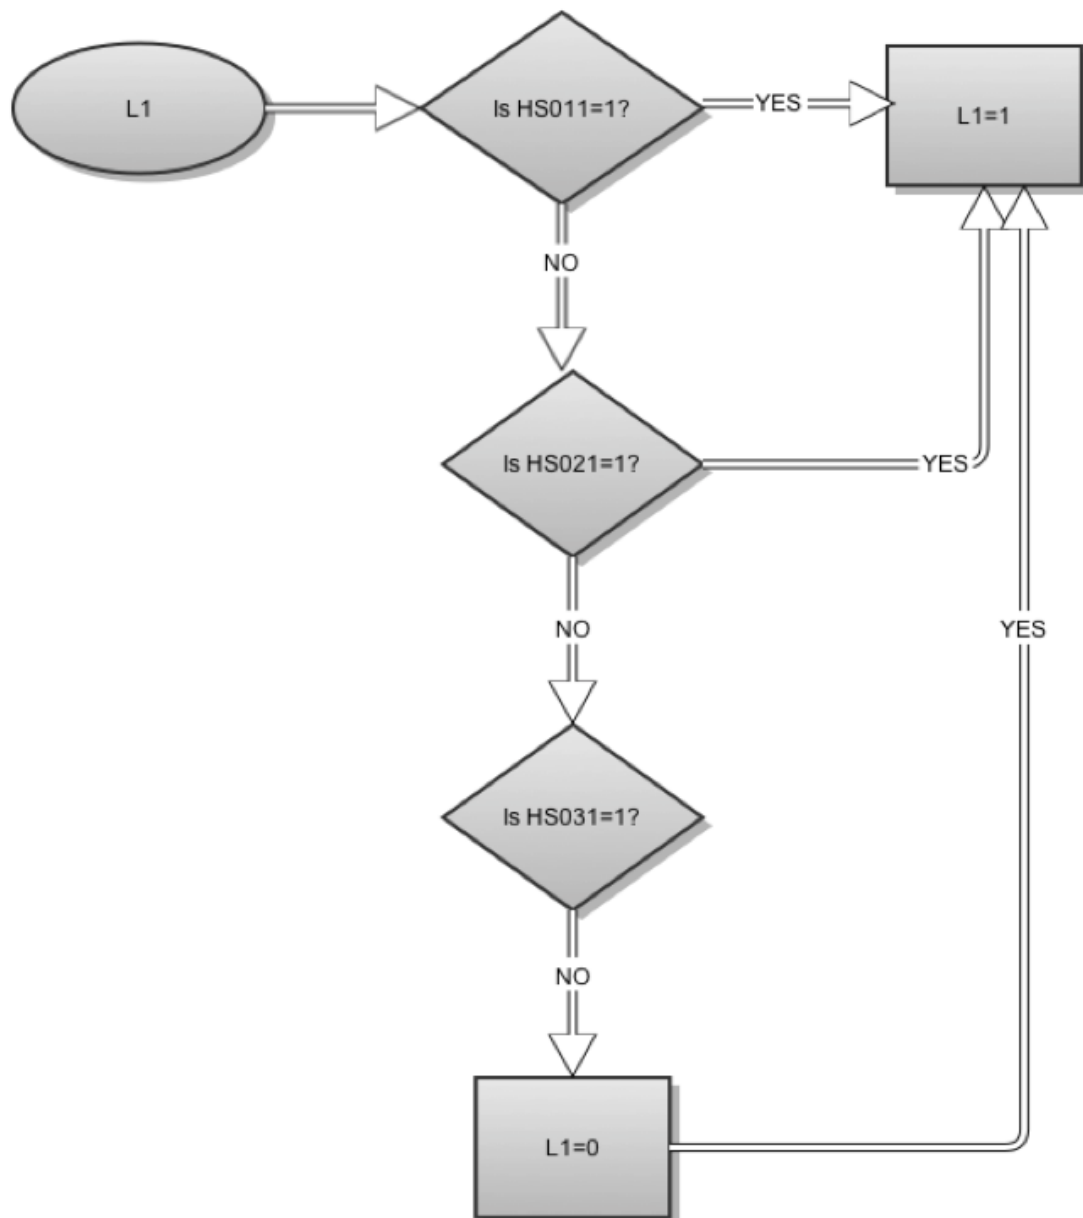 L1
Is HS011=1?
YES
L1=1
NO
Is HS021=1?
YES
NO
YES
Is HS031=1?
NO
L1=0